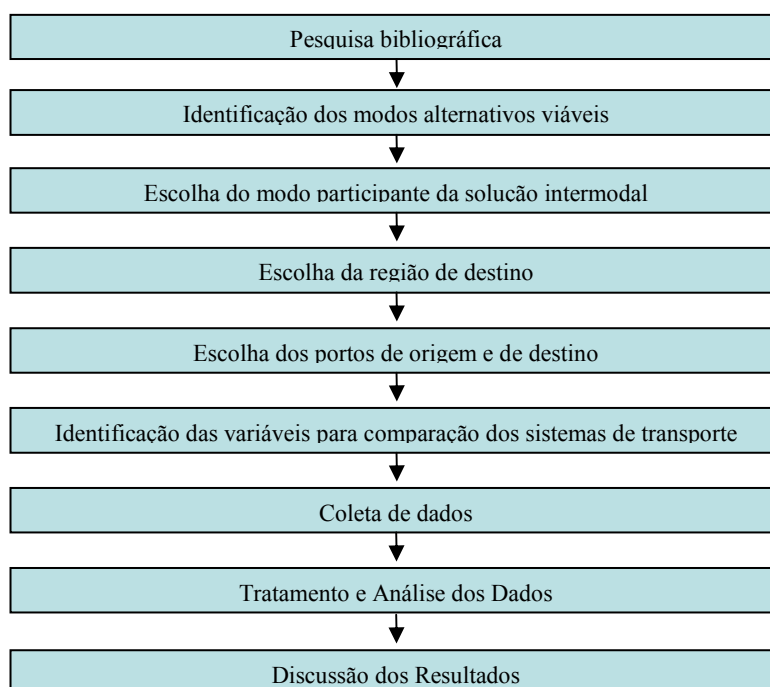 Pesquisa bibliográfica
Identificação dos modos alternativos viáveis
Escolha do modo participante da solução intermodal
Escolha da região de destino
Escolha dos portos de origem e de destino
Identificação das variáveis para comparação dos sistemas de transporte
Coleta de dados
Tratamento e Análise dos Dados
Discussão dos Resultados